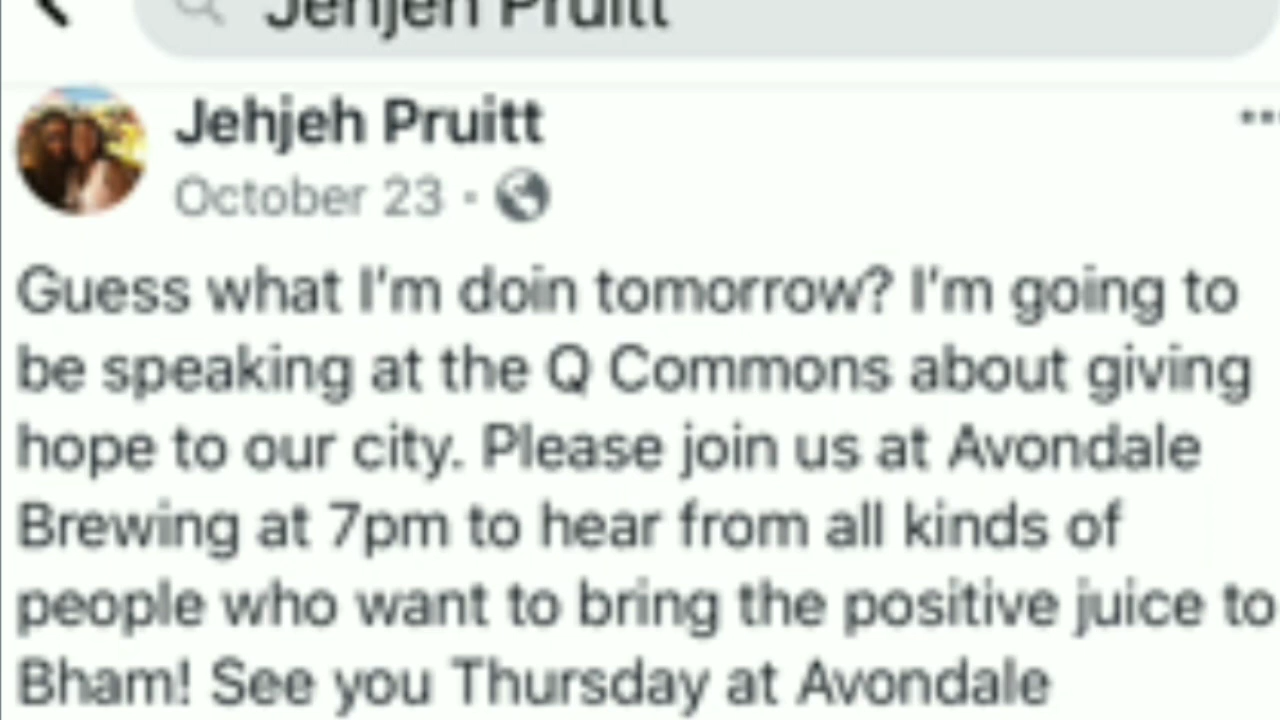 Jehjeh Pruitt
Jehjeh Pruitt
October 23 ·
Guess what I'm doin tomorrow? I'm going to
be speaking at the Q Commons about giving
hope to our city. Please join us at Avondale
Brewing at 7pm to hear from all kinds of
people who want to bring the positive juice to
Bham! See you Thursday at Avondale